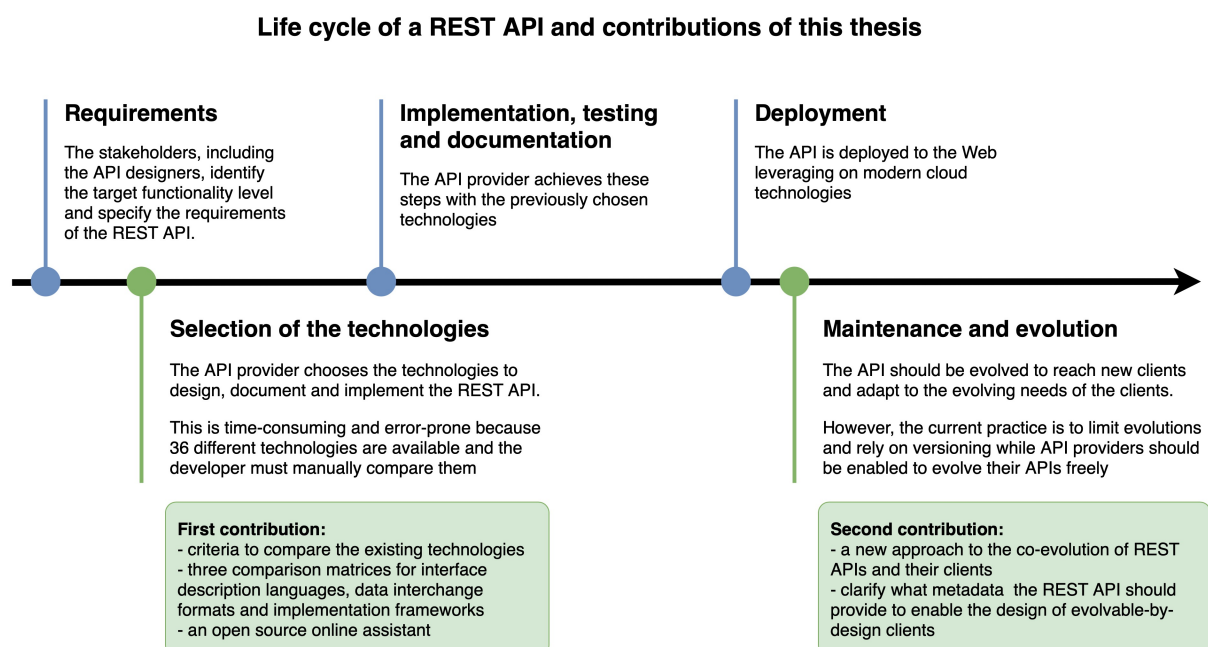 Life cycle of a REST API and contributions of this thesis
Requirements
The stakeholders, including
the API designers, identify
the target functionality level
and specify the requirements
of the REST API.
Implementation, testing
and documentation
The API provider achieves these
steps with the previously chosen
technologies
Deployment
The API is deployed to the Web
leveraging on modern cloud
technologies
Selection of the technologies
The API provider chooses the technologies to
design, document and implement the REST API.
This is time-consuming and error-prone because
36 different technologies are available and the
developer must manually compare them
First contribution:
- criteria to compare the existing technologies
- three comparison matrices for interface
description languages, data interchange
formats and implementation frameworks
- an open source online assistant
Maintenance and evolution
The API should be evolved to reach new clients
and adapt to the evolving needs of the clients.
However, the current practice is to limit evolutions
and rely on versioning while API providers should
be enabled to evolve their APIs freely
Second contribution:
- a new approach to the co-evolution of REST
APIs and their clients
- clarify what metadata  the REST API should
provide to enable the design of evolvable-by-
design clients